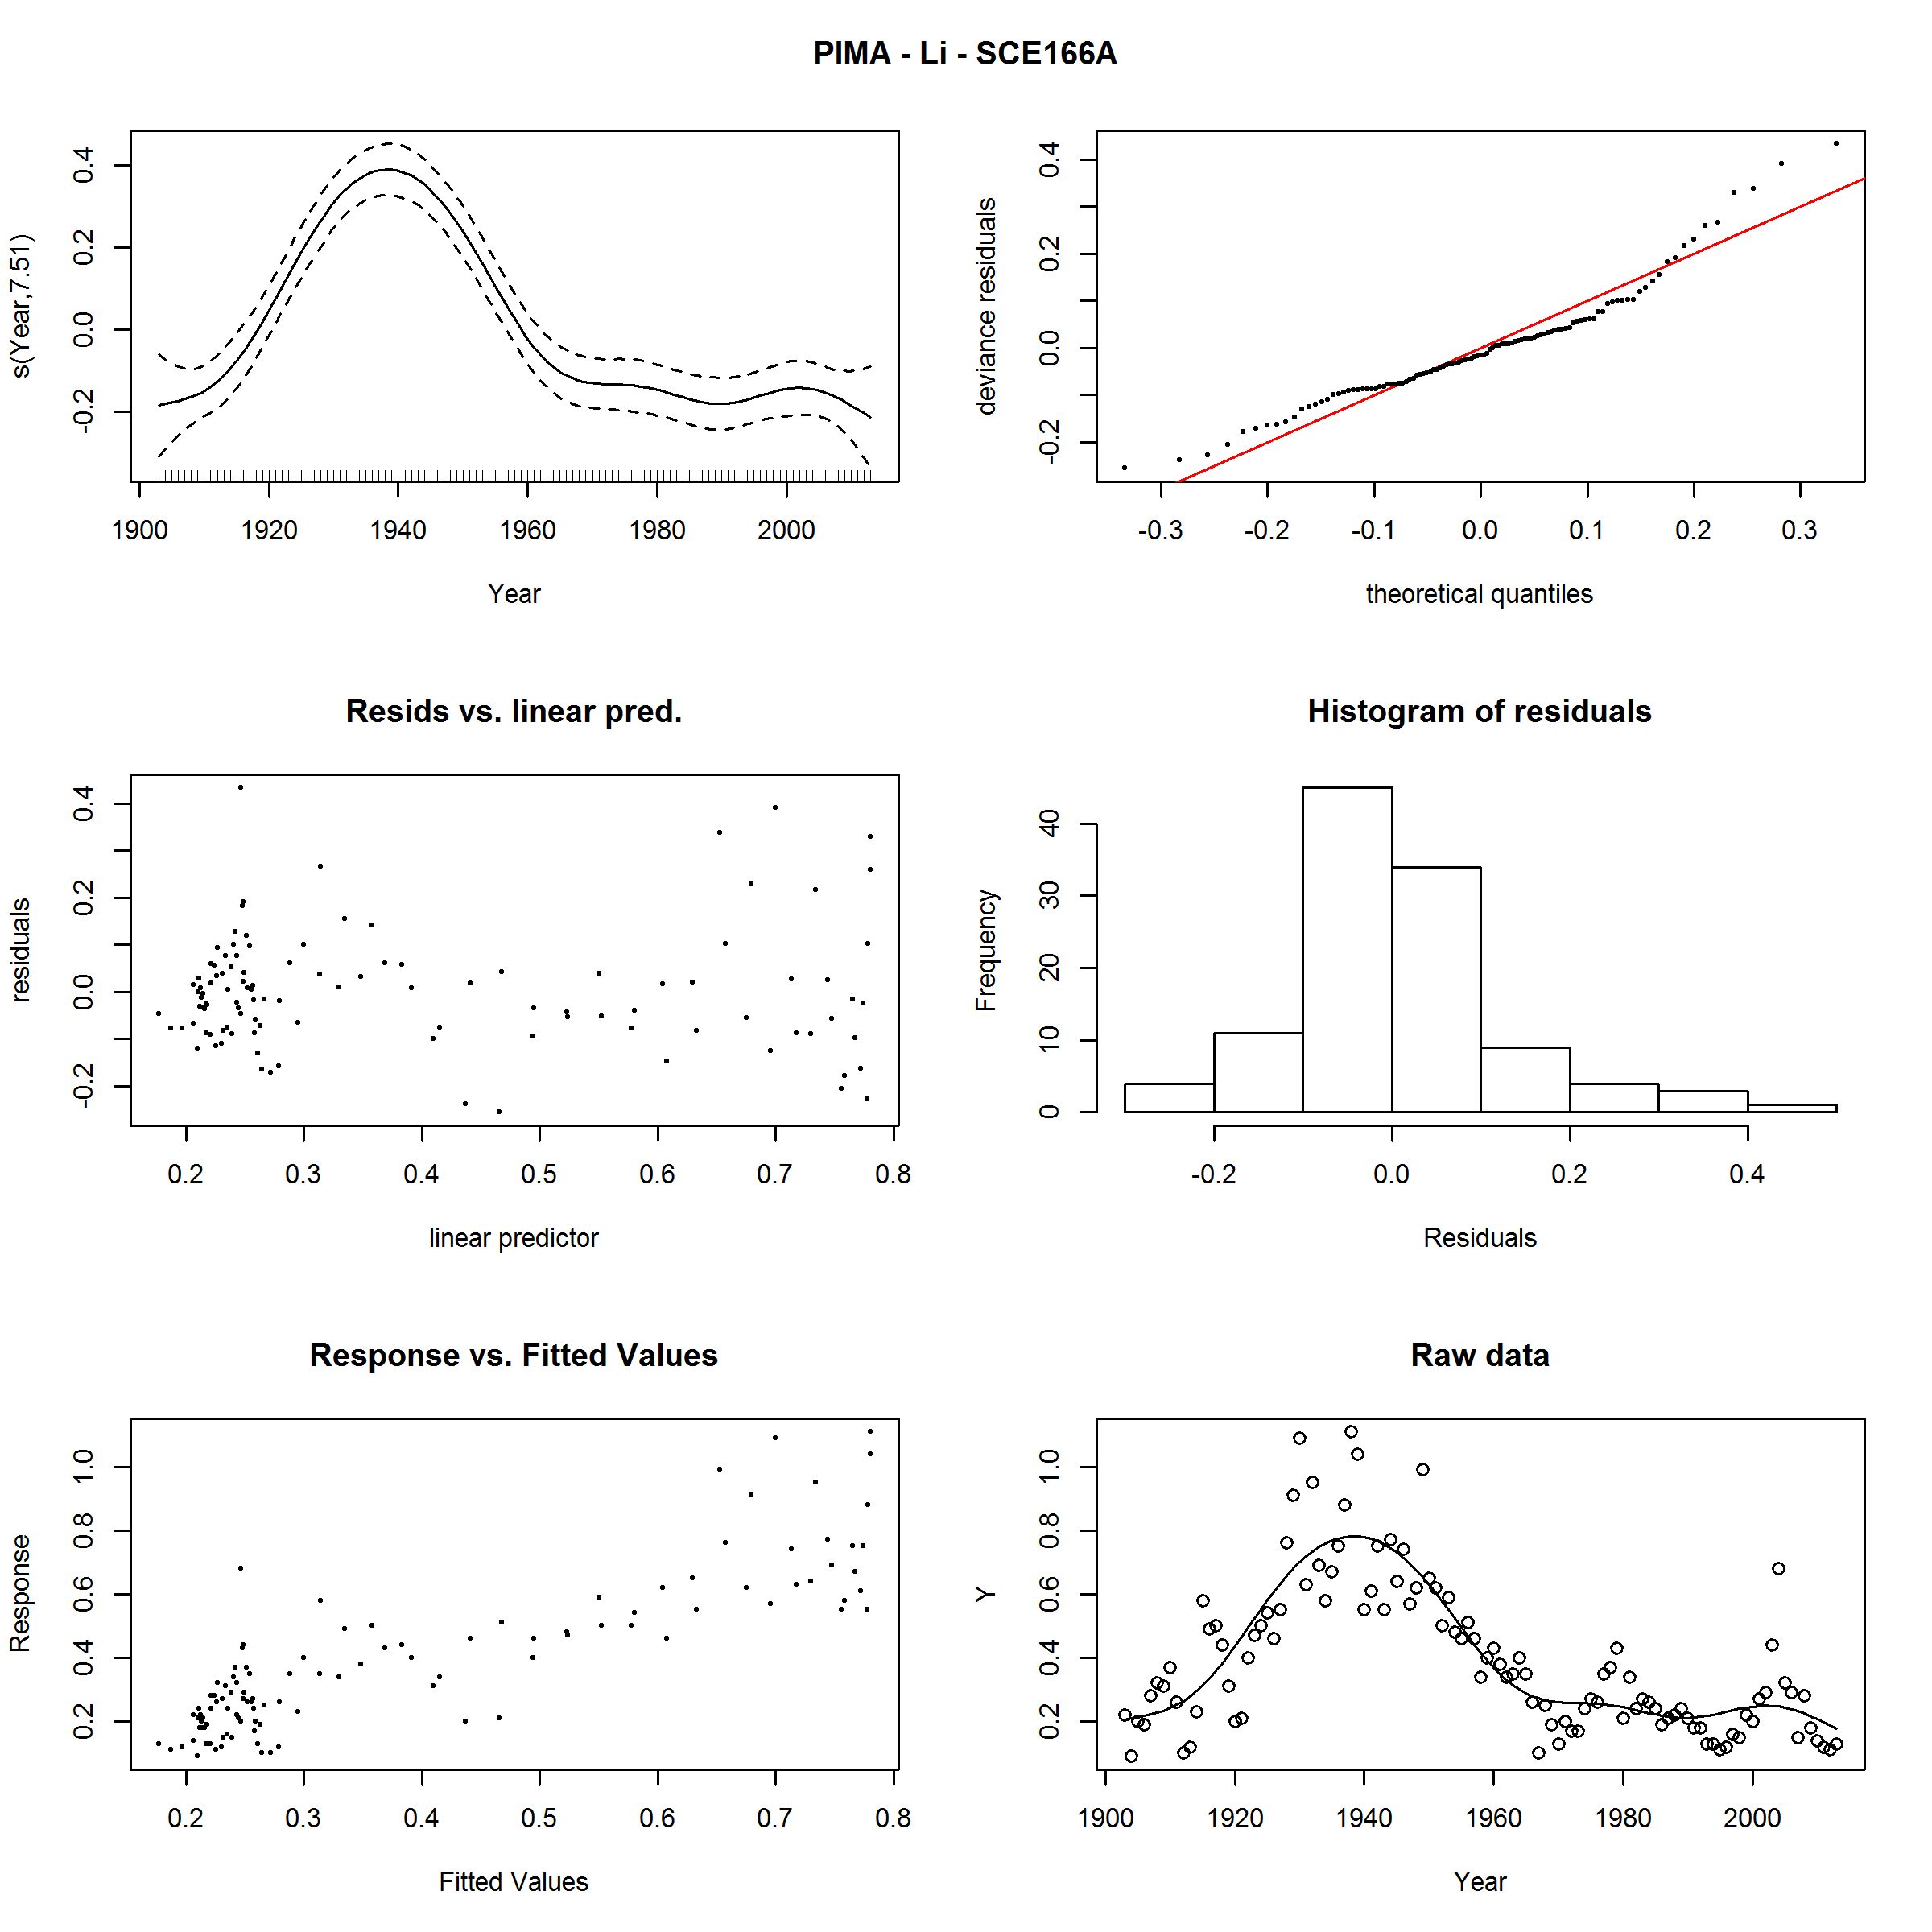 PIMA - Li - SCE166A
s(Year,7.51)
0.4
0.2
0.0
-0.2
1900 1920 1940 1960 1980 2000
Year
deviance residuals
0.4
0.2
0.0
-0.2
-0.3 -0.2 -0.1 0.0 0.1 0.2 0.3
theoretical quantiles
Resids vs. linear pred.
residuals
0.4
0.2
0.0
-0.2
0.2 0.3 0.4 0.5 0.6 0.7 0.8
linear predictor
Histogram of residuals
Frequency
40
30
20
10
0
-0.2 0.0 0.2 0.4
Residuals
Response vs. Fitted Values
Response
1.0
0.8
0.6
0.4
0.2
0.2 0.3 0.4 0.5 0.6 0.7 0.8
Fitted Values
Raw data
Y
1.0
0.8
0.6
0.4
0.2
1900 1920 1940 1960 1980 2000
Year